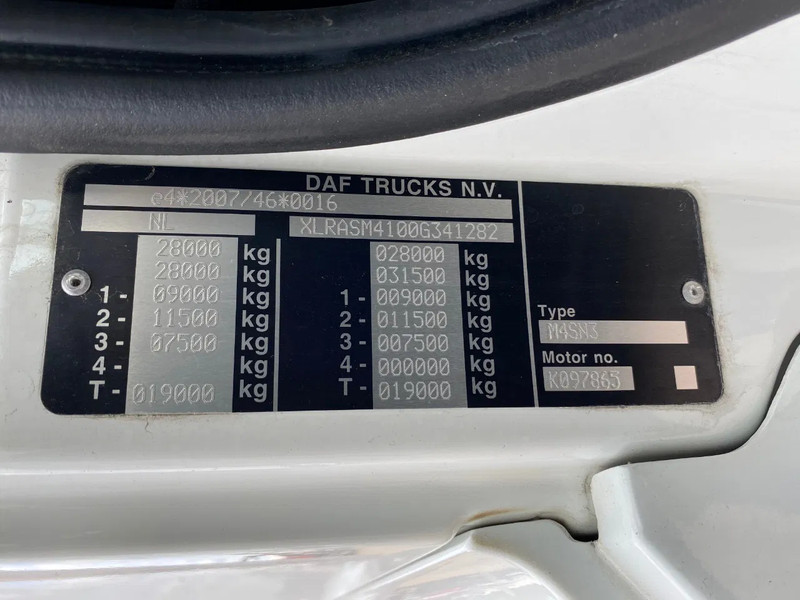 DAF TRUCKS N.V.
e4*2007/46*0016
NL XLRASM4100G341282
28000 kg 028000 kg
28000 kg 031500 kg
1 - 09000 kg 1 - 009000 kg
2 - 11500 kg 2 - 011500 kg
3 - 07500 kg 3 - 007500 kg
4 - kg 4 - 000000 kg
T - 019000 kg T - 019000 kg
Type
M4SN3
Motor no.
K097865